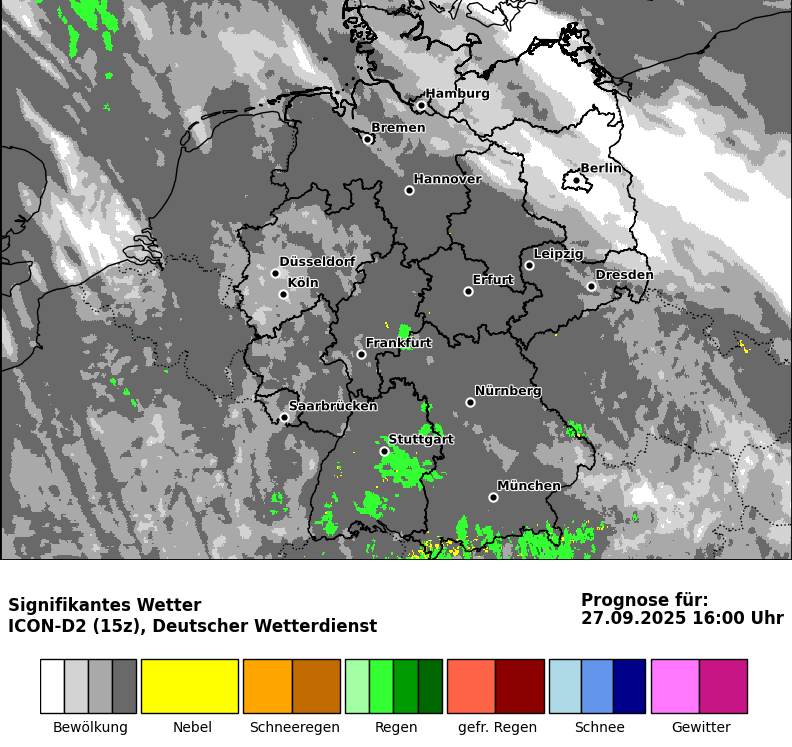 Hamburg
Bremen
Berlin
Hannover
Düsseldorf
Leipzig
Köln
Erfurt
Dresden
Frankfurt
Nürnberg
Saarbrücken
Stuttgart
München
Signifikantes Wetter
ICON-D2 (15z), Deutscher Wetterdienst
Prognose für:
27.09.2025 16:00 Uhr
Bewölkung
Nebel
Schneeregen
Regen
gefr. Regen
Schnee
Gewitter